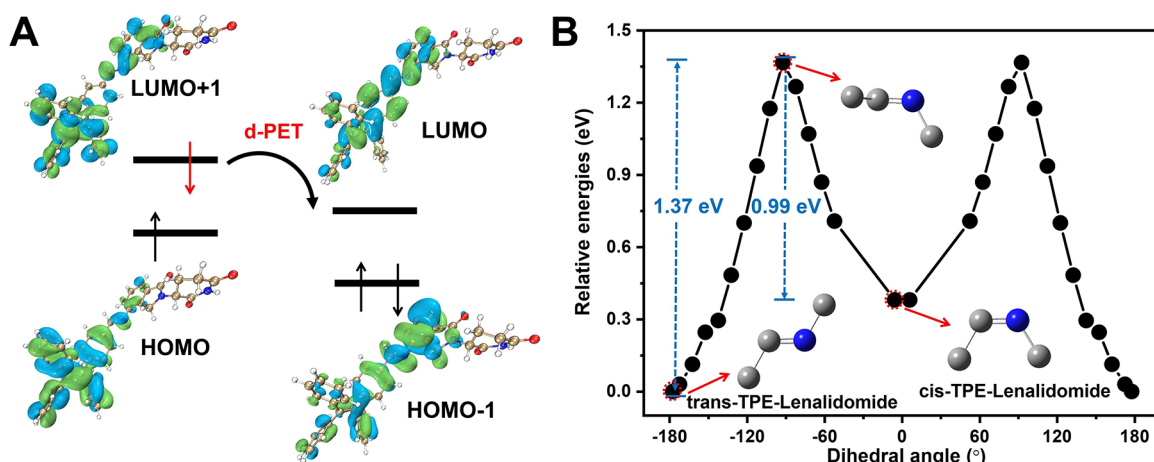 A
LUMO+1
d-PET
LUMO
HOMO
HOMO-1
B
Relative energies (eV)
1.5
1.2
0.9
0.6
0.3
0.0
1.37 eV
0.99 eV
trans-TPE-Lenalidomide
cis-TPE-Lenalidomide
-180
-120
-60
0
60
120
180
Dihedral angle (°)